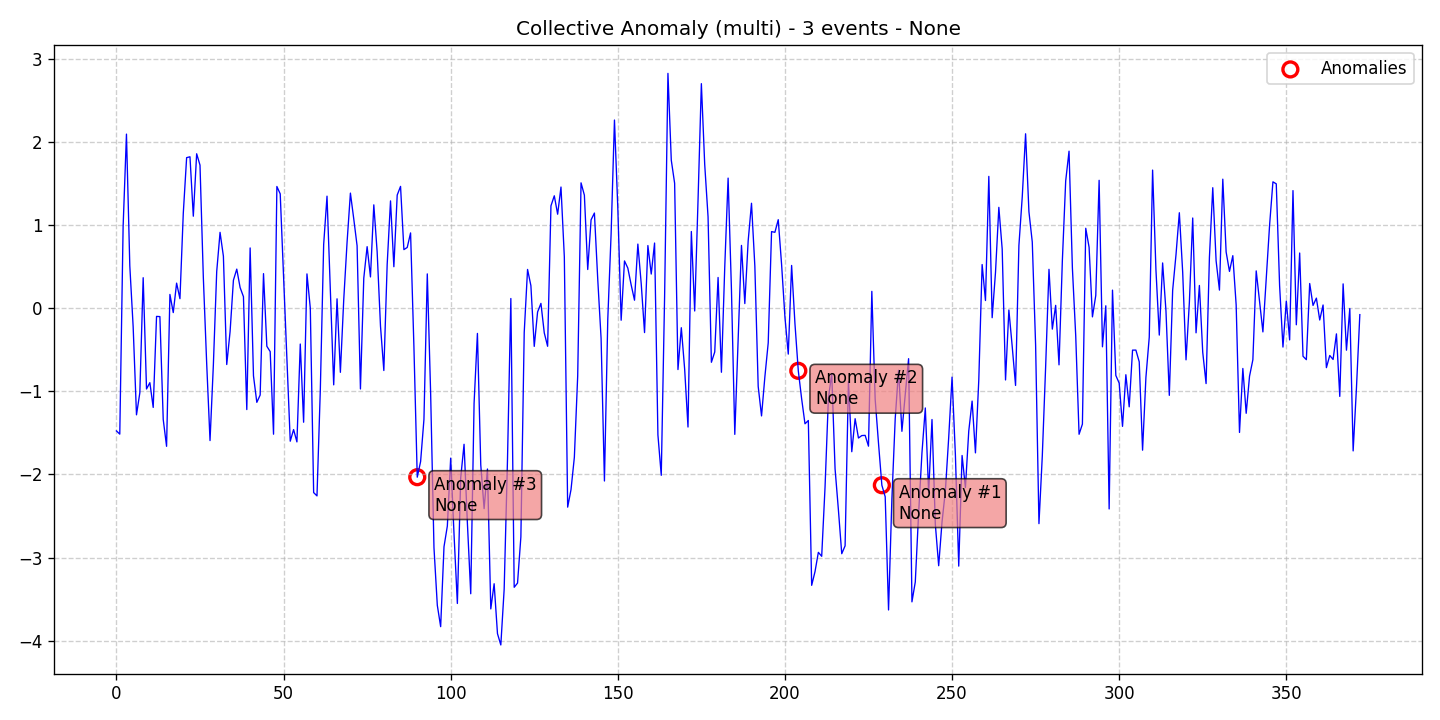 Collective Anomaly (multi) - 3 events - None
Anomalies
3
2
1
0
−1
−2
−3
−4
Anomaly #2
None
Anomaly #3
None
Anomaly #1
None
0 50 100 150 200 250 300 350